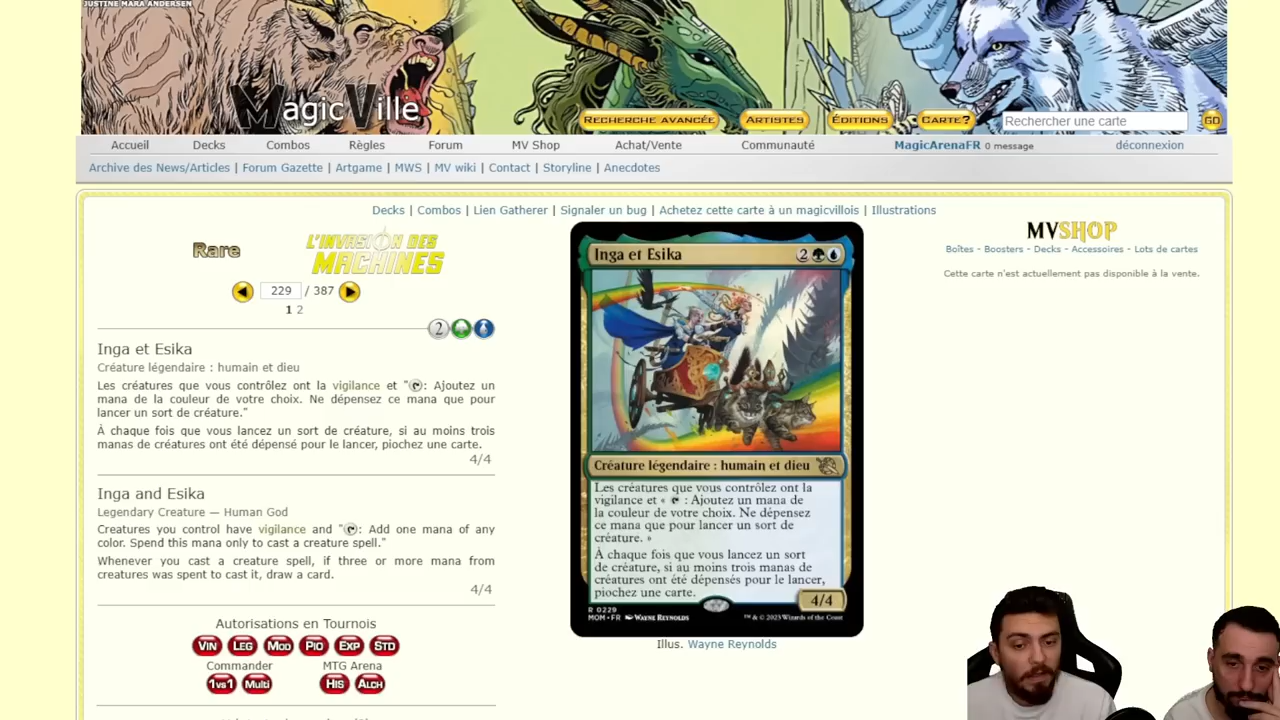 JUSTINE MARA ANDERSEN
MagicVille
RECHERCHE AVANCÉE ARTISTES ÉDITIONS CARTE? Rechercher une carte GO
Accueil Decks Combos Règles Forum MV Shop Achat/Vente Communauté MagicArenaFR 0 message déconnexion
Archive des News/Articles | Forum Gazette | Artgame | MWS | MV wiki | Contact | Storyline | Anecdotes
Decks | Combos | Lien Gatherer | Signaler un bug | Achetez cette carte à un magicvillois | Illustrations
Rare
L'INVASION DES
MACHINES
229 / 387
1 2
2
Inga et Esika
Créature légendaire : humain et dieu
Les créatures que vous contrôlez ont la vigilance et ": Ajoutez un
mana de la couleur de votre choix. Ne dépensez ce mana que pour
lancer un sort de créature."
À chaque fois que vous lancez un sort de créature, si au moins trois
manas de créatures ont été dépensé pour le lancer, piochez une carte.
4/4
Inga and Esika
Legendary Creature — Human God
Creatures you control have vigilance and ": Add one mana of any
color. Spend this mana only to cast a creature spell."
Whenever you cast a creature spell, if three or more mana from
creatures was spent to cast it, draw a card.
4/4
Autorisations en Tournois
VIN LEG MOD PIO EXP STD
Commander MTG Arena
1vs1 Multi HIS ALCH
Inga et Esika 2
Créature légendaire : humain et dieu
Les créatures que vous contrôlez ont la
vigilance et « : Ajoutez un mana de
la couleur de votre choix. Ne dépensez
ce mana que pour lancer un sort de
créature. »
À chaque fois que vous lancez un sort
de créature, si au moins trois manas de
créatures ont été dépensés pour le lancer,
piochez une carte.
4/4
R 0229
MOM • FR WAYNE REYNOLDS ™ & © 2023 Wizards of the Coast
Illus. Wayne Reynolds
MVSHOP
Boîtes - Boosters - Decks - Accessoires - Lots de cartes
Cette carte n'est actuellement pas disponible à la vente.